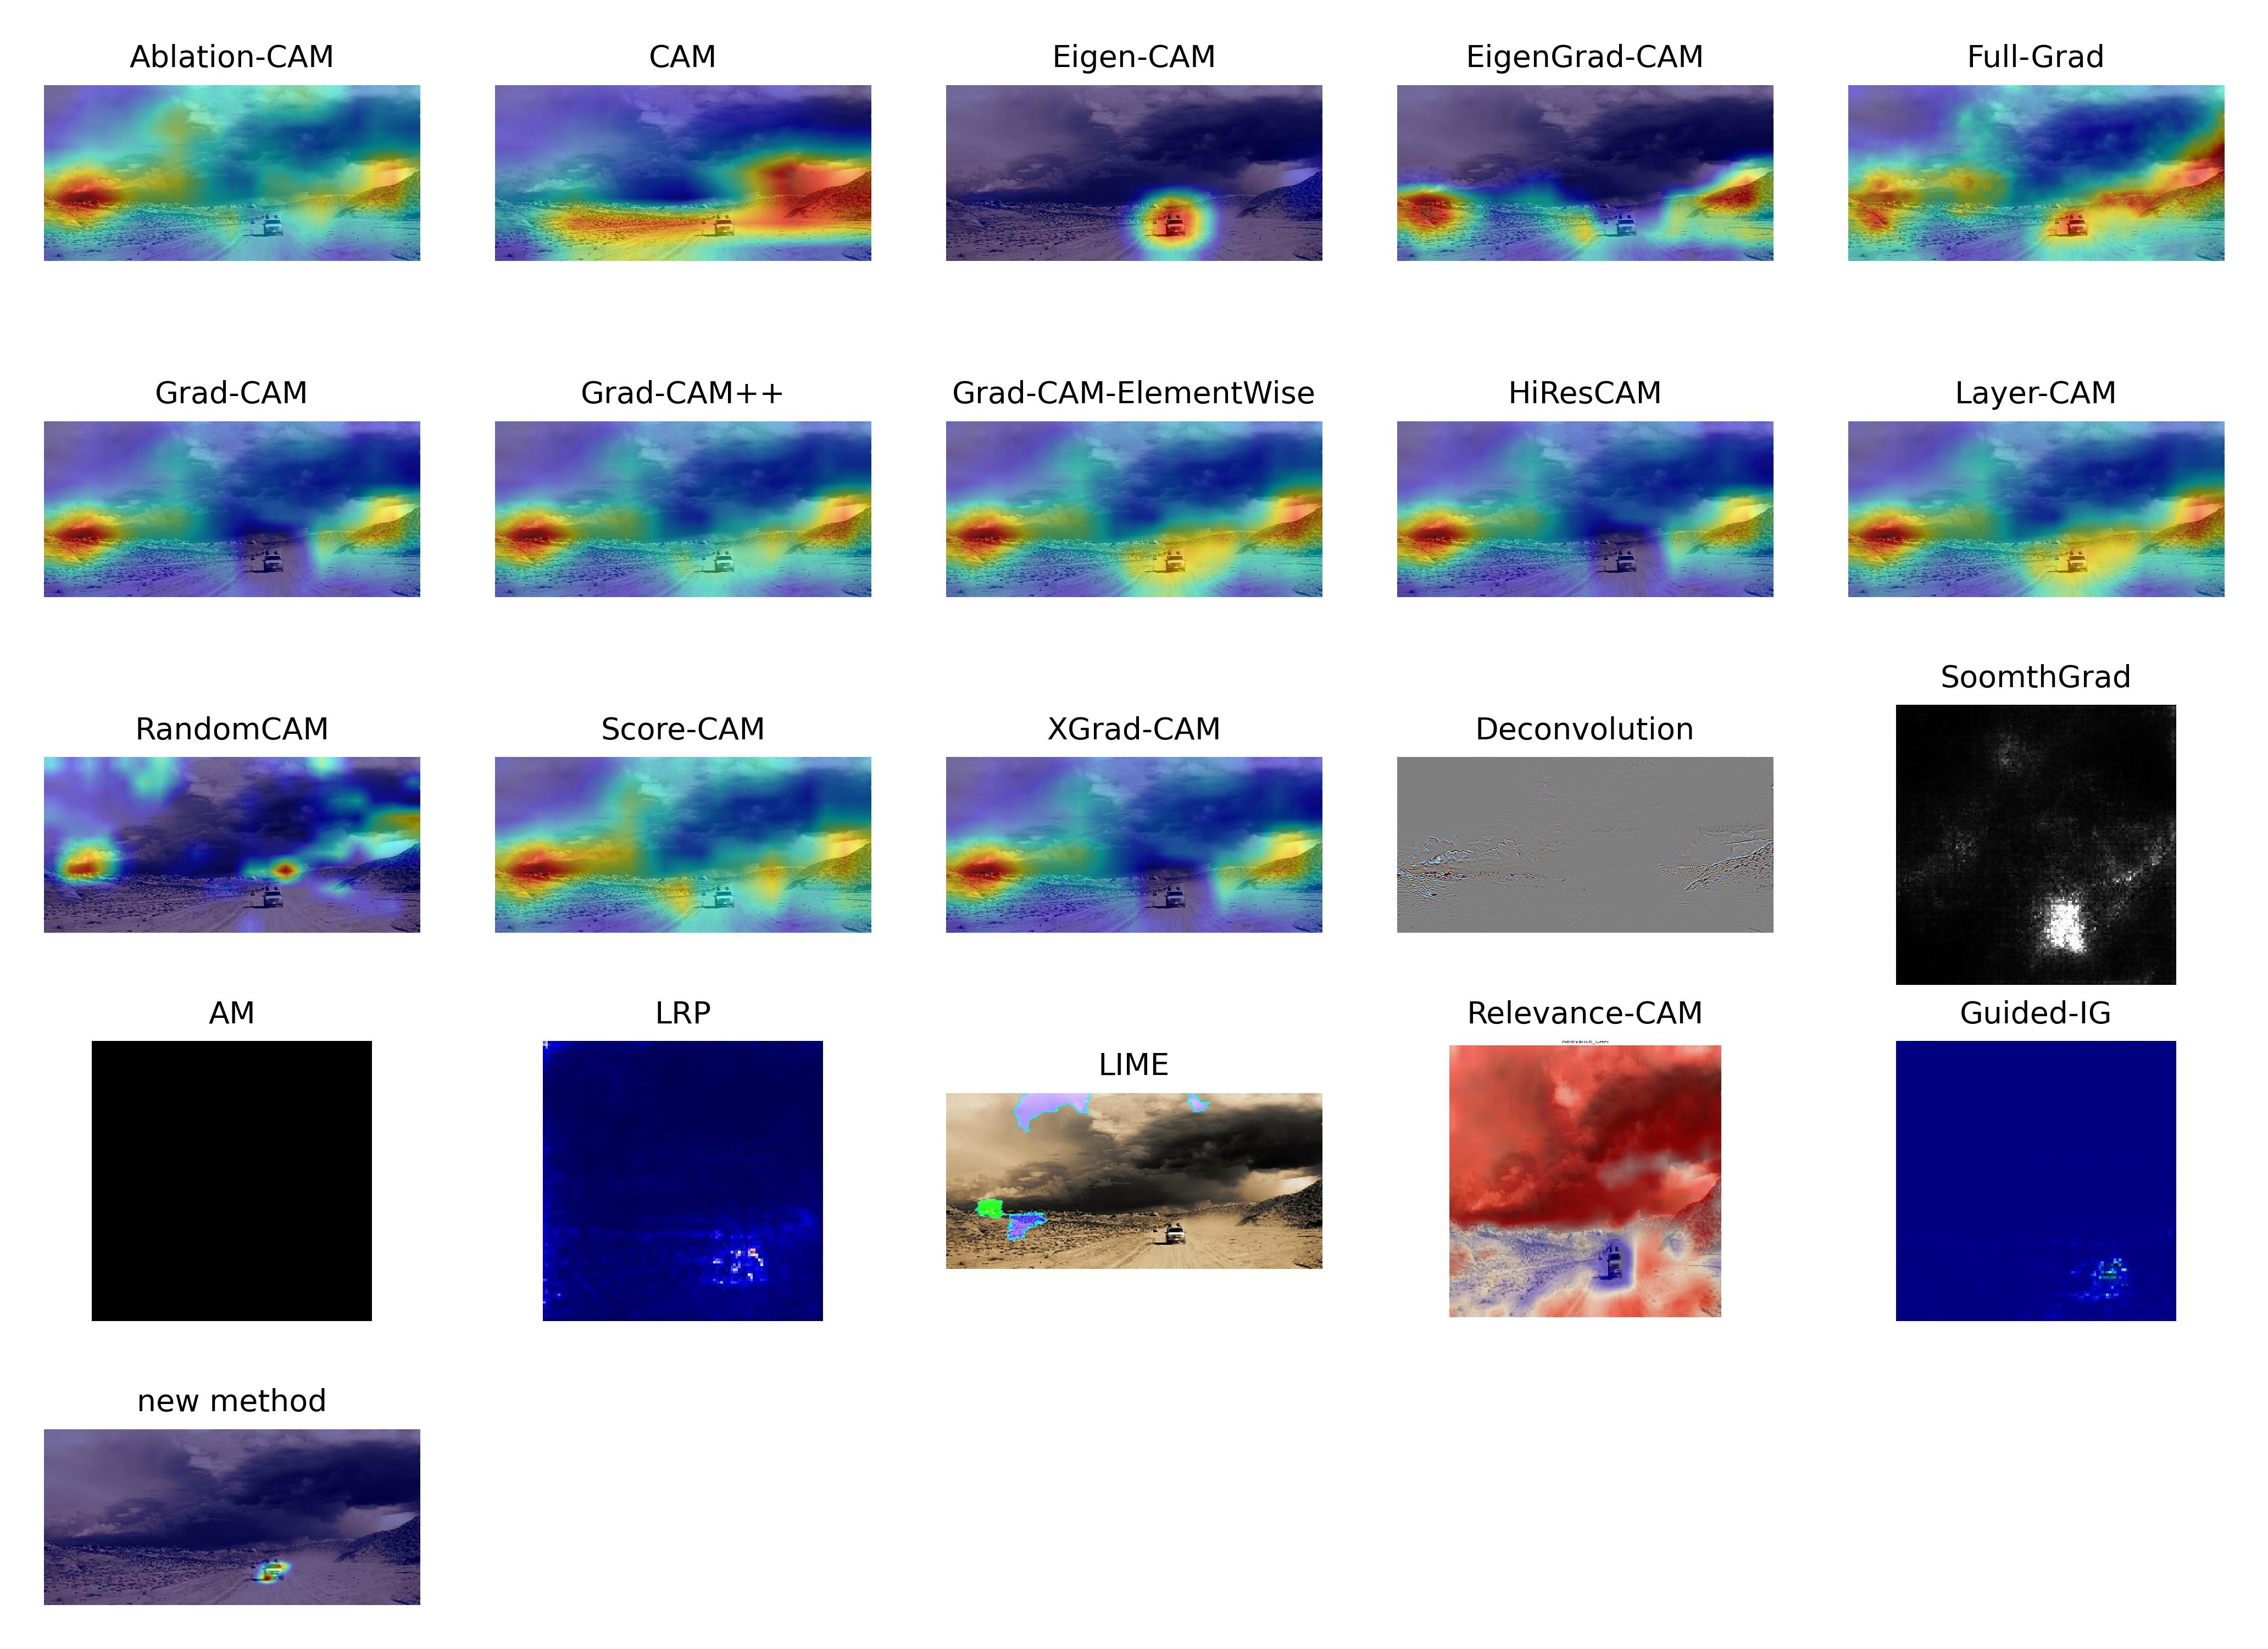 Ablation-CAM
CAM
Eigen-CAM
EigenGrad-CAM
Full-Grad
Grad-CAM
Grad-CAM++
Grad-CAM-ElementWise
HiResCAM
Layer-CAM
RandomCAM
Score-CAM
XGrad-CAM
Deconvolution
SoomthGrad
AM
LRP
LIME
Relevance-CAM
Guided-IG
new method